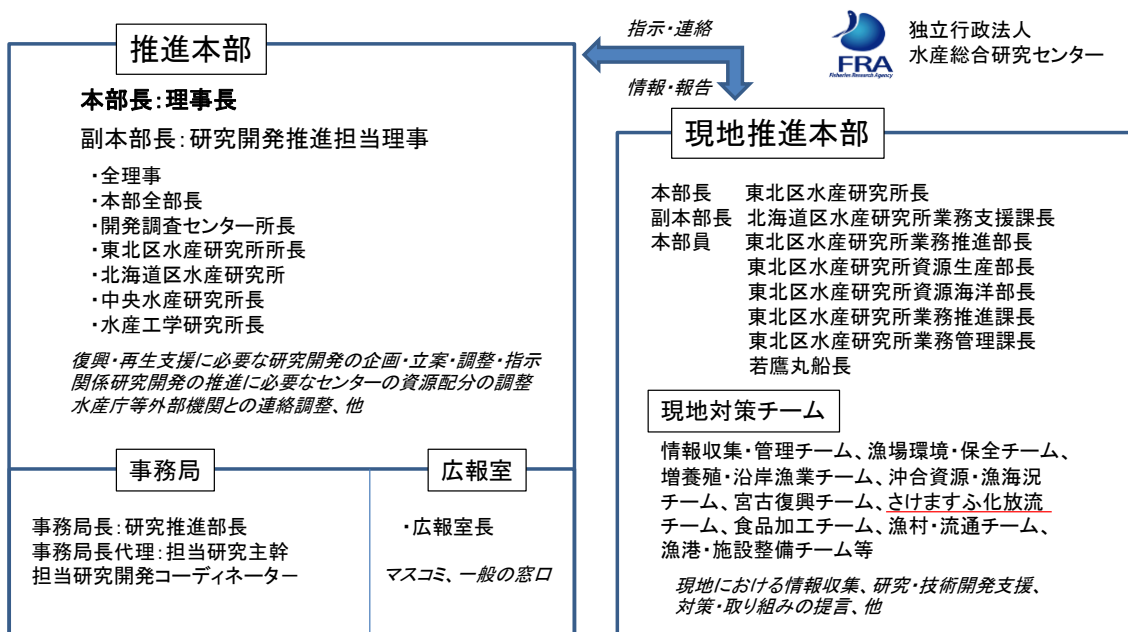 推進本部
本部長：理事長
副本部長：研究開発推進担当理事
・全理事
・本部全部長
・開発調査センター所長
・東北区水産研究所所長
・北海道区水産研究所
・中央水産研究所長
・水産工学研究所長
復興・再生支援に必要な研究開発の企画・立案・調整・指示
関係研究開発の推進に必要なセンターの資源配分の調整
水産庁等外部機関との連絡調整、他
事務局
事務局長：研究推進部長
事務局長代理：担当研究主幹
担当研究開発コーディネーター
広報室
・広報室長
マスコミ、一般の窓口
指示・連絡
情報・報告
FRA
Fisheries Research Agency
独立行政法人
水産総合研究センター
現地推進本部
本部長 東北区水産研究所長
副本部長 北海道区水産研究所業務支援課長
本部員 東北区水産研究所業務推進部長
東北区水産研究所資源生産部長
東北区水産研究所資源海洋部長
東北区水産研究所業務推進課長
東北区水産研究所業務管理課長
若鷹丸船長
現地対策チーム
情報収集・管理チーム、漁場環境・保全チーム、
増養殖・沿岸漁業チーム、沖合資源・漁海況
チーム、宮古復興チーム、さけますふ化放流
チーム、食品加工チーム、漁村・流通チーム、
漁港・施設整備チーム等
現地における情報収集、研究・技術開発支援、
対策・取り組みの提言、他